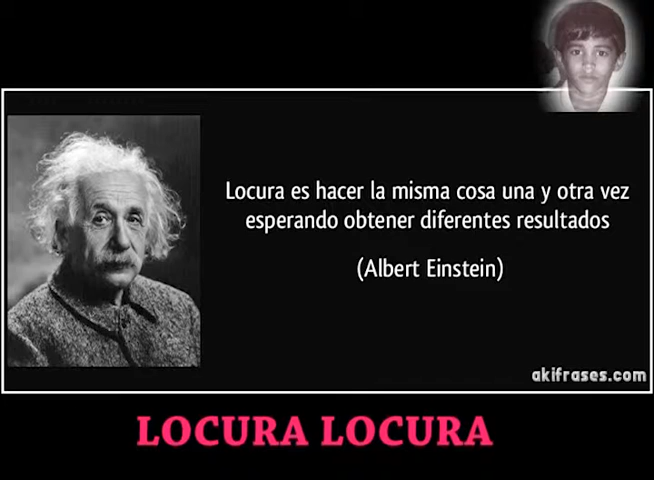 Locura es hacer la misma cosa una y otra vez
esperando obtener diferentes resultados
(Albert Einstein)
akifrases.com
LOCURA LOCURA